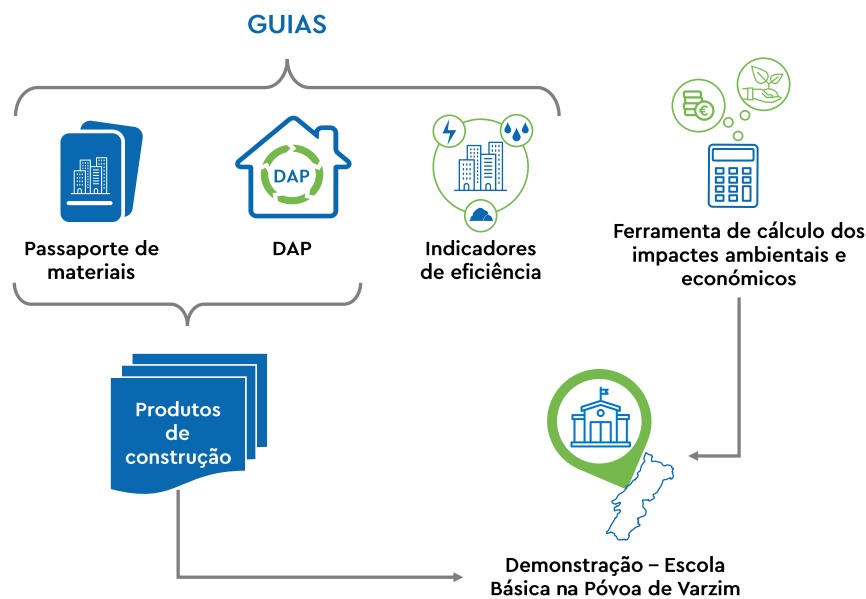 GUIAS
Passaporte de
materiais
DAP
DAP
Indicadores
de eficiência
€
Ferramenta de cálculo dos
impactes ambientais e
económicos
Produtos
de
construção
Demonstração – Escola
Básica na Póvoa de Varzim